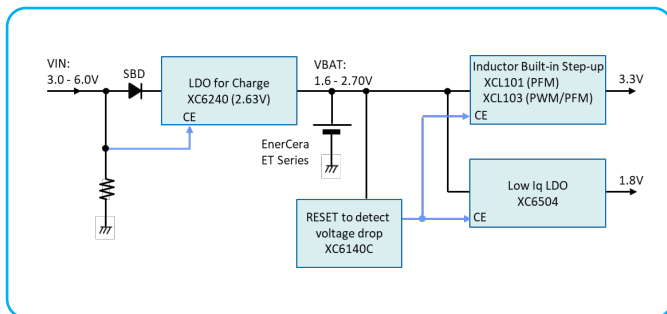 VIN:
3.0 - 6.0V
SBD
LDO for Charge
XC6240 (2.63V)
CE
VBAT:
1.6 - 2.70V
EnerCera
ET Series
Inductor Built-in Step-up
XCL101 (PFM)
XCL103 (PWM/PFM)
CE
3.3V
RESET to detect
voltage drop
XC6140C
Low Iq LDO
XC6504
CE
1.8V